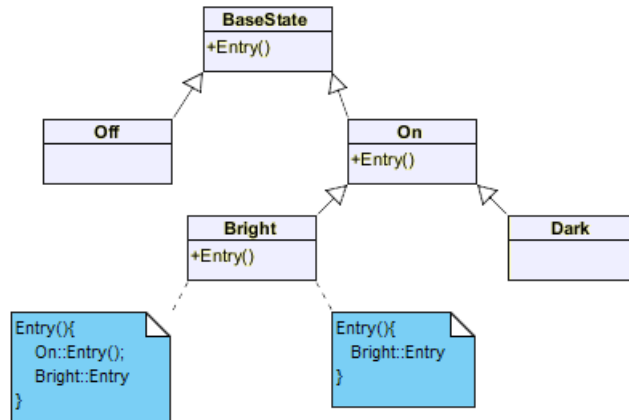 BaseState
+Entry()
Off
On
+Entry()
Bright
+Entry()
Dark
Entry(){
On::Entry();
Bright::Entry
}
Entry(){
Bright::Entry
}